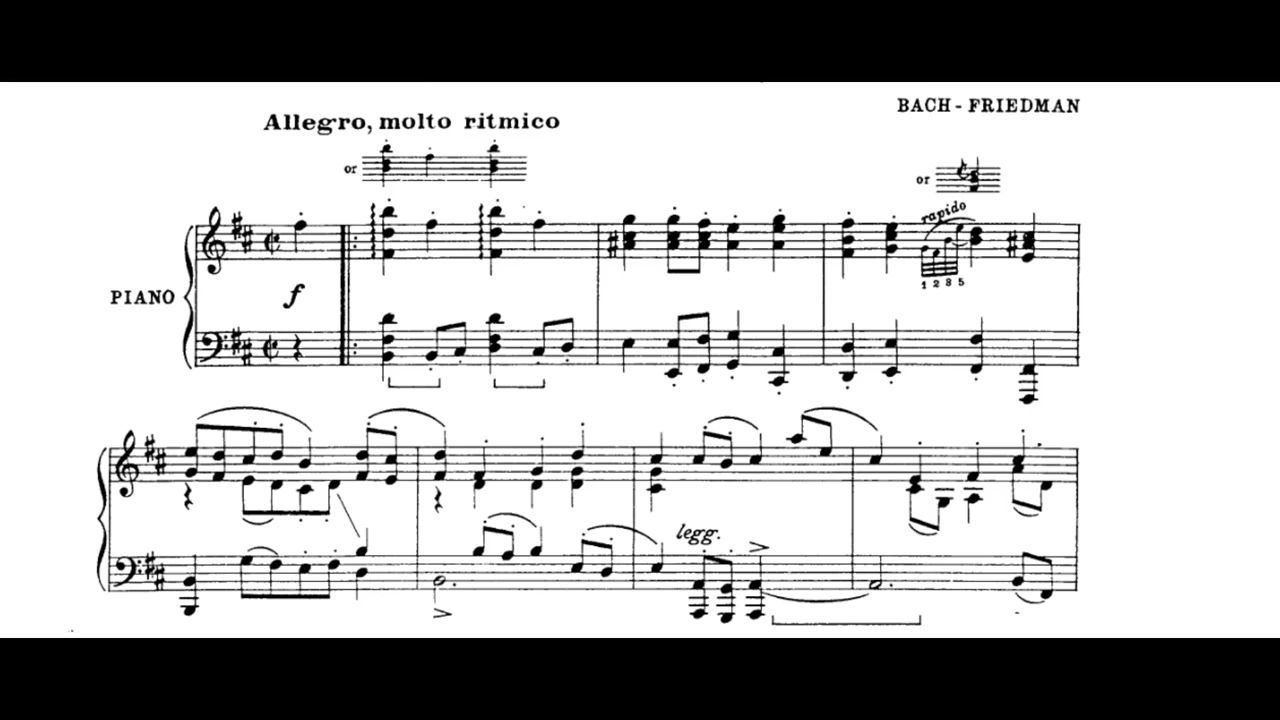 BACH - FRIEDMAN
Allegro, molto ritmico
or
or
rapido
PIANO
f
1 2 3 5
legg.